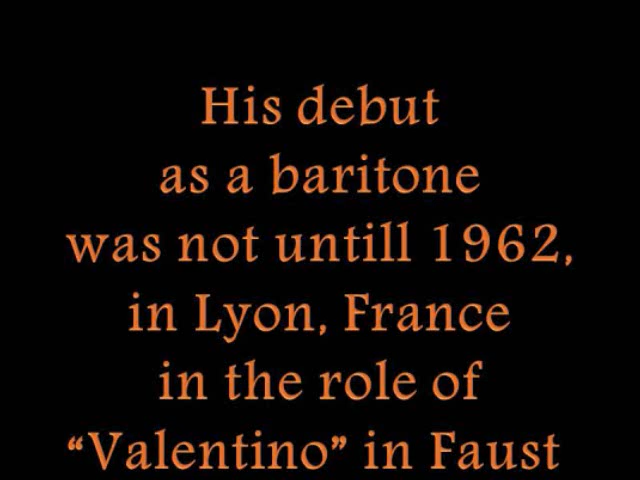 His debut
as a baritone
was not untill 1962,
in Lyon, France
in the role of
“Valentino” in Faust